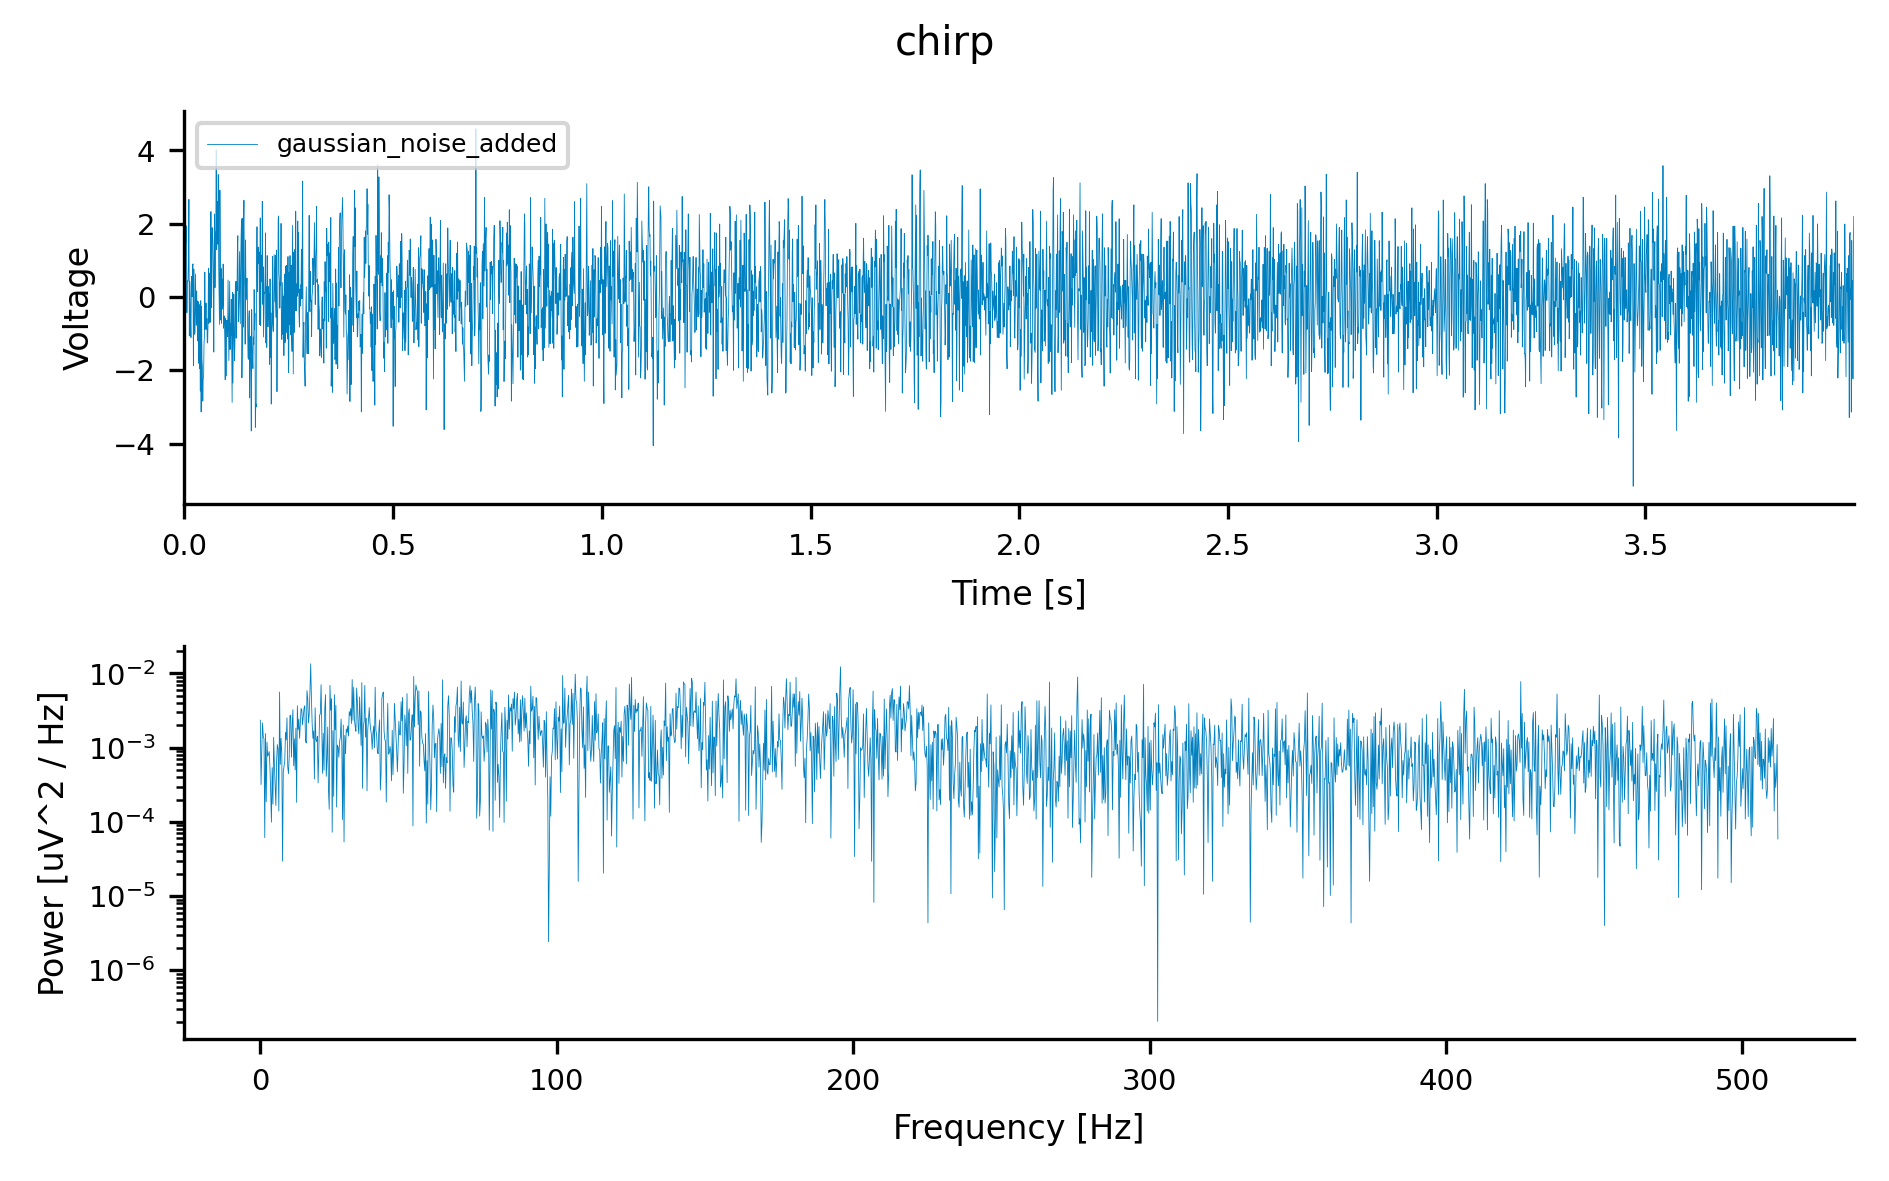 chirp
gaussian_noise_added
Voltage
4
2
0
−2
−4
0.0 0.5 1.0 1.5 2.0 2.5 3.0 3.5
Time [s]
Power [uV^2 / Hz]
10⁻²
10⁻³
10⁻⁴
10⁻⁵
10⁻⁶
0 100 200 300 400 500
Frequency [Hz]